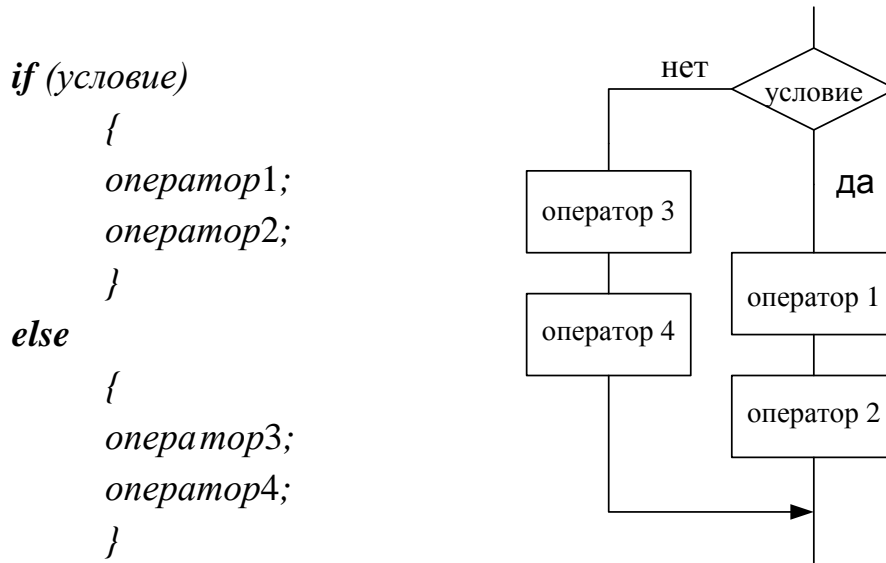 if (условие)
{
оператор1;
оператор2;
}
else
{
оператор3;
оператор4;
}
нет
условие
да
оператор 3
оператор 1
оператор 4
оператор 2